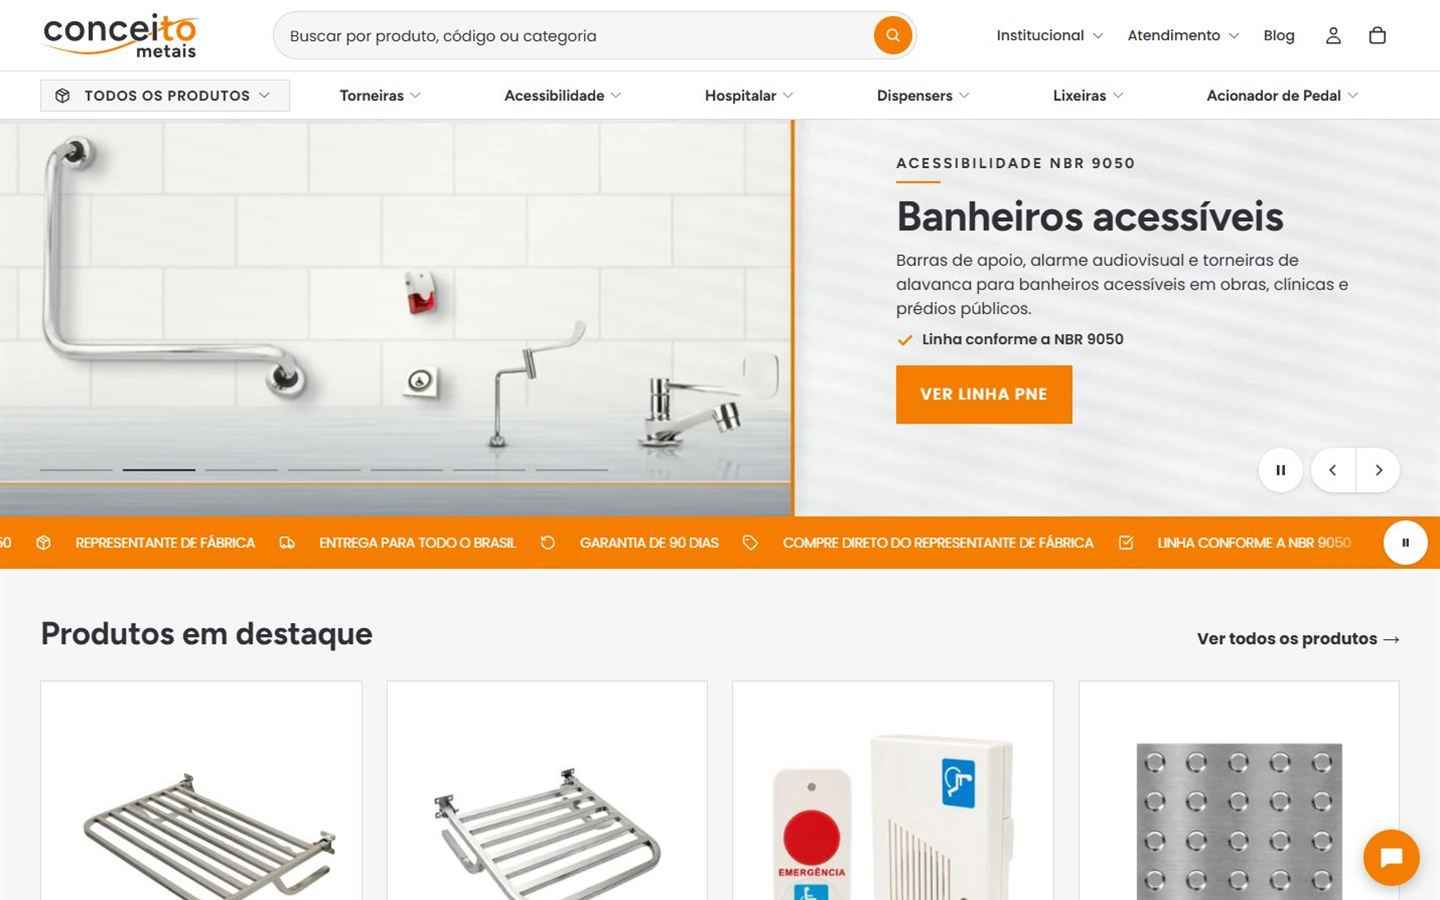 conceito
metais
Buscar por produto, código ou categoria
Institucional
Atendimento
Blog
TODOS OS PRODUTOS
Torneiras
Acessibilidade
Hospitalar
Dispensers
Lixeiras
Acionador de Pedal
ACESSIBILIDADE NBR 9050
Banheiros acessíveis
Barras de apoio, alarme audiovisual e torneiras de
alavanca para banheiros acessíveis em obras, clínicas e
prédios públicos.
Linha conforme a NBR 9050
VER LINHA PNE
50
REPRESENTANTE DE FÁBRICA
ENTREGA PARA TODO O BRASIL
GARANTIA DE 90 DIAS
COMPRE DIRETO DO REPRESENTANTE DE FÁBRICA
LINHA CONFORME A NBR 9050
Produtos em destaque
Ver todos os produtos →
EMERGÊNCIA